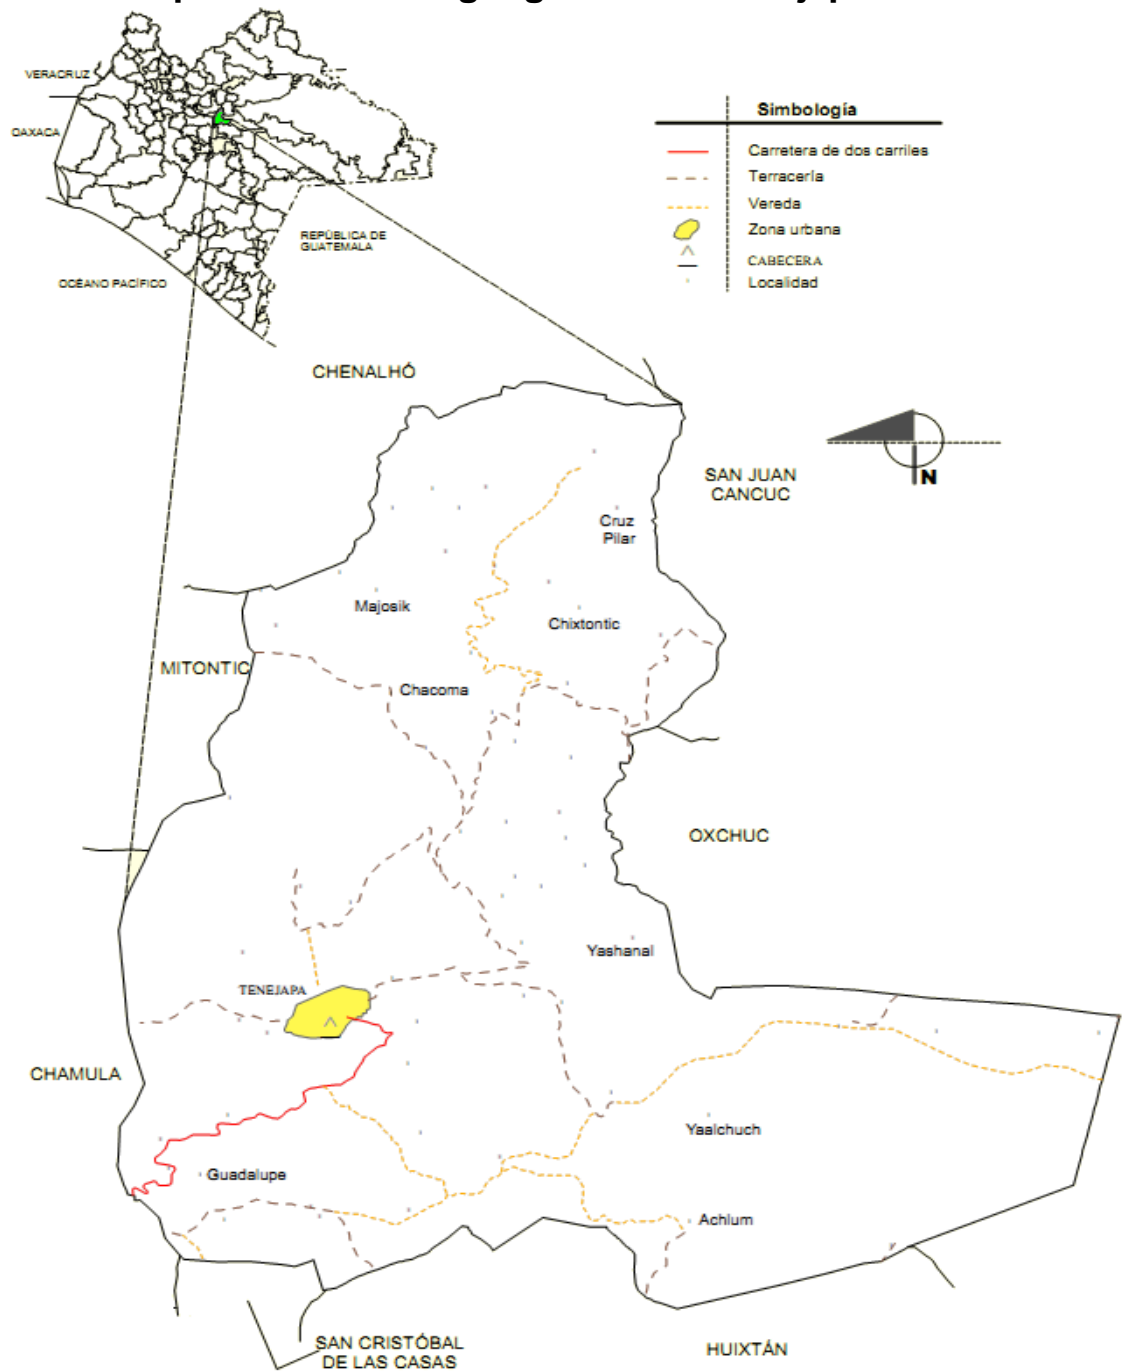 VERACRUZ
OAXACA
REPÚBLICA DE
GUATEMALA
OCÉANO PACÍFICO
Simbología
Carretera de dos carriles
Terracería
Vereda
Zona urbana
CABECERA
Localidad
CHENALHÓ
SAN JUAN
CANCUC
N
Cruz
Pilar
Majosik
Chixtontic
MITONTIC
Chacoma
OXCHUC
Yashanal
TENEJAPA
CHAMULA
Yaalchuch
Guadalupe
Achlum
SAN CRISTÓBAL
DE LAS CASAS
HUIXTÁN